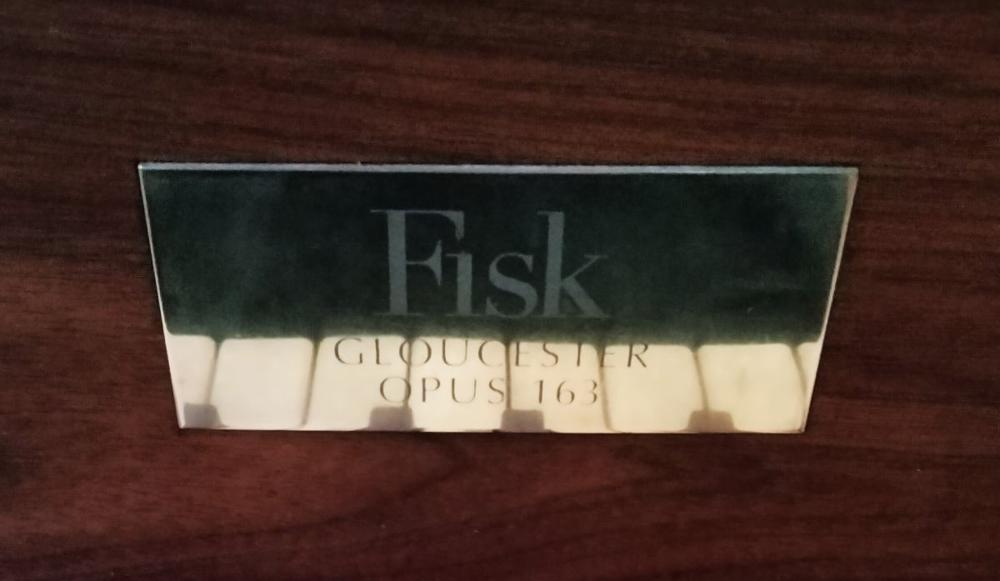 Fisk
GLOUCESTER
OPUS 163